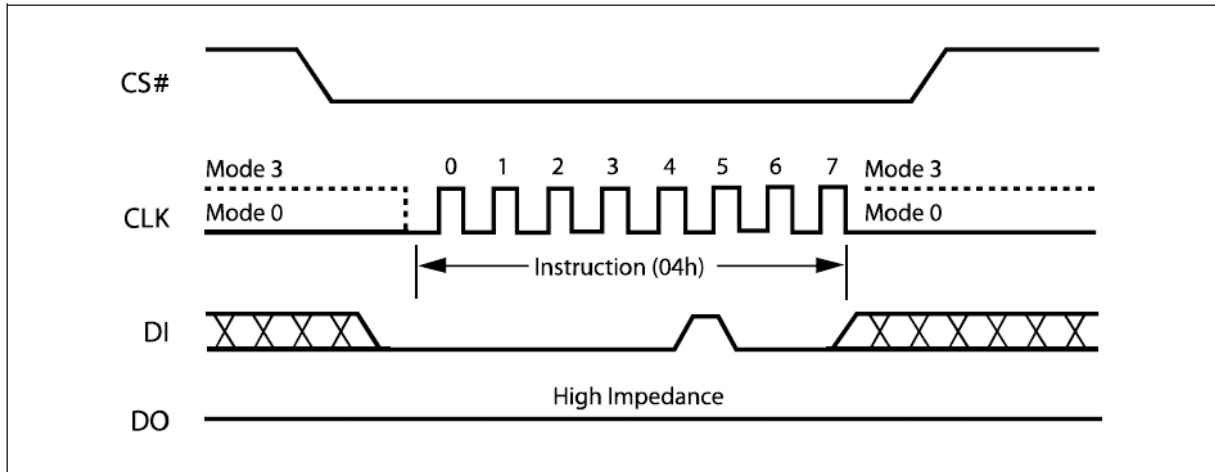 CS#
Mode 3
0 1 2 3 4 5 6 7
Mode 3
CLK
Mode 0
Mode 0
Instruction (04h)
DI
High Impedance
DO